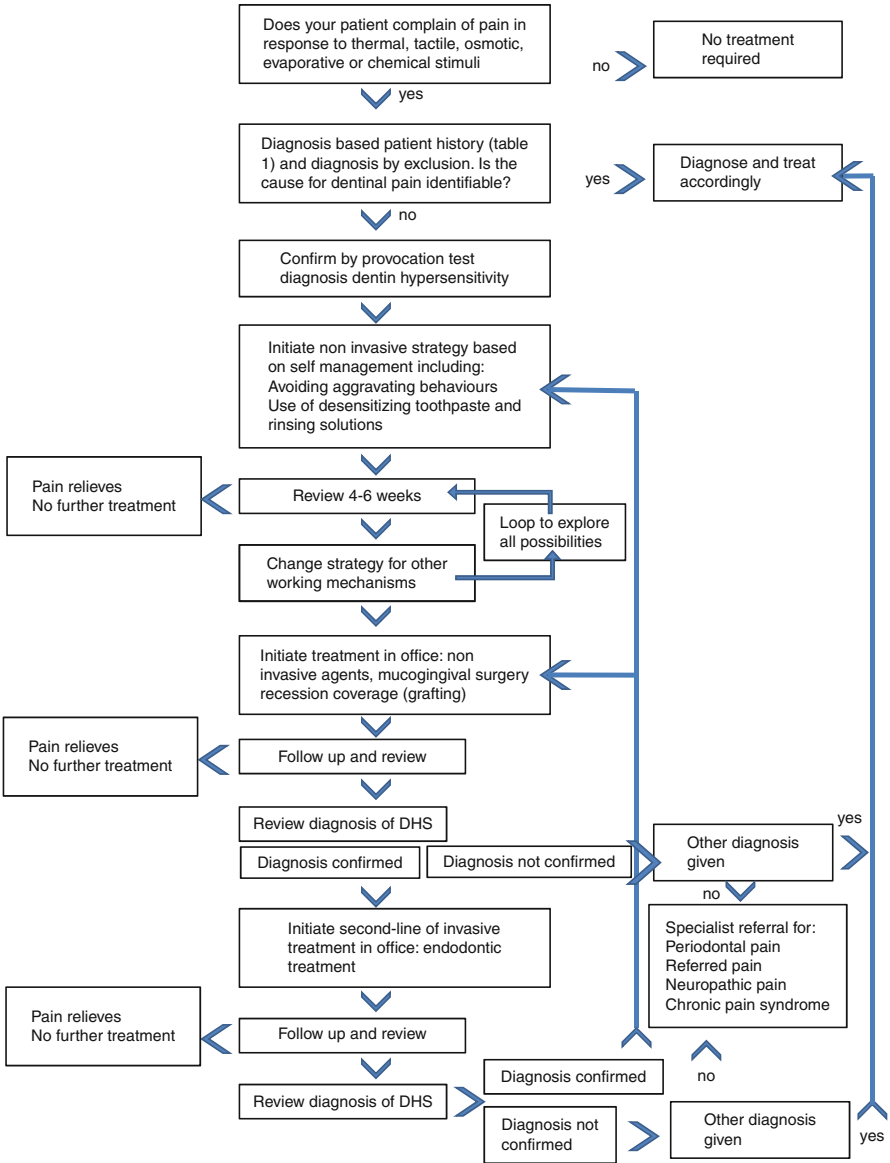 Does your patient complain of pain in
response to thermal, tactile, osmotic,
evaporative or chemical stimuli
no
No treatment
required
yes
Diagnosis based patient history (table
1) and diagnosis by exclusion. Is the
cause for dentinal pain identifiable?
yes
Diagnose and treat
accordingly
no
Confirm by provocation test
diagnosis dentin hypersensitivity
Initiate non invasive strategy based
on self management including:
Avoiding aggravating behaviours
Use of desensitizing toothpaste and
rinsing solutions
Pain relieves
No further treatment
Review 4-6 weeks
Loop to explore
all possibilities
Change strategy for other
working mechanisms
Initiate treatment in office: non
invasive agents, mucogingival surgery
recession coverage (grafting)
Pain relieves
No further treatment
Follow up and review
Review diagnosis of DHS
Diagnosis confirmed
Diagnosis not confirmed
Other diagnosis
given
yes
no
Initiate second-line of invasive
treatment in office: endodontic
treatment
Specialist referral for:
Periodontal pain
Referred pain
Neuropathic pain
Chronic pain syndrome
Pain relieves
No further treatment
Follow up and review
Review diagnosis of DHS
Diagnosis confirmed
no
Diagnosis not
confirmed
Other diagnosis
given
yes